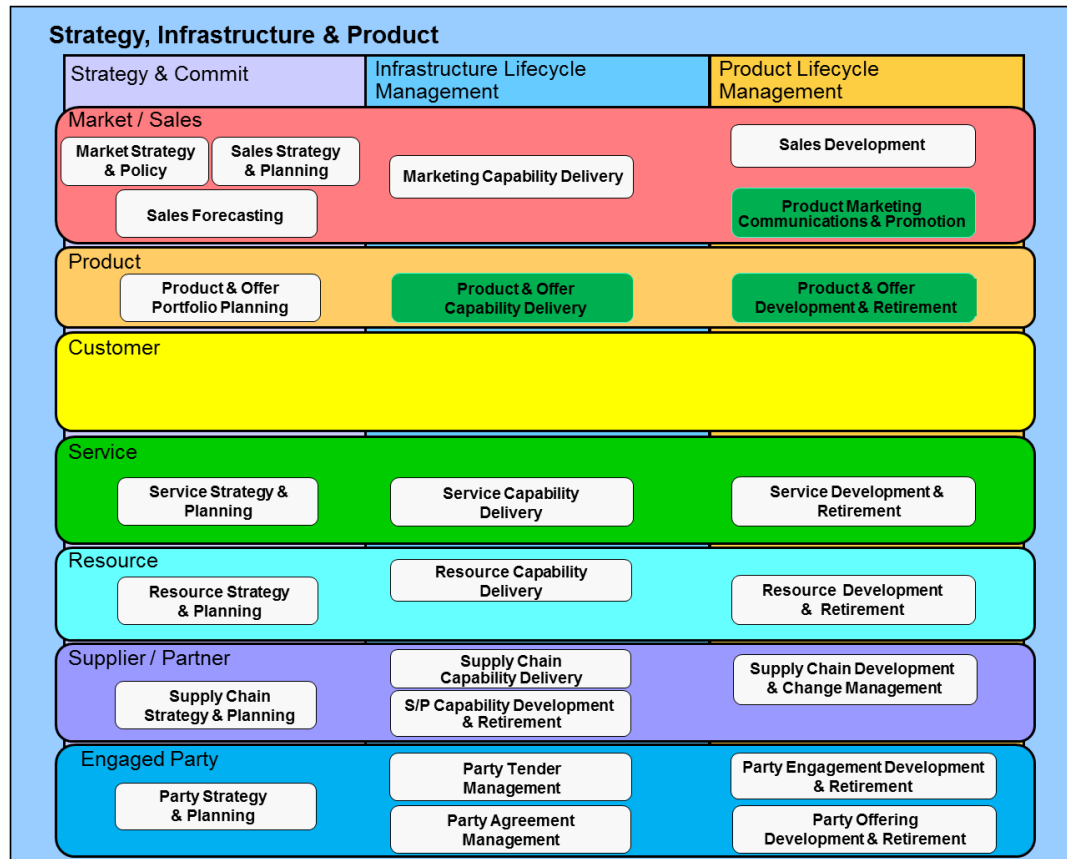 Strategy, Infrastructure & Product
Strategy & Commit
Infrastructure Lifecycle
Management
Product Lifecycle
Management
Market / Sales
Market Strategy
& Policy
Sales Strategy
& Planning
Sales Forecasting
Marketing Capability Delivery
Sales Development
Product Marketing
Communications & Promotion
Product
Product & Offer
Portfolio Planning
Product & Offer
Capability Delivery
Product & Offer
Development & Retirement
Customer
Service
Service Strategy &
Planning
Service Capability
Delivery
Service Development &
Retirement
Resource
Resource Strategy
& Planning
Resource Capability
Delivery
Resource Development
& Retirement
Supplier / Partner
Supply Chain
Strategy & Planning
Supply Chain
Capability Delivery
S/P Capability Development
& Retirement
Supply Chain Development
& Change Management
Engaged Party
Party Strategy
& Planning
Party Tender
Management
Party Agreement
Management
Party Engagement Development
& Retirement
Party Offering
Development & Retirement